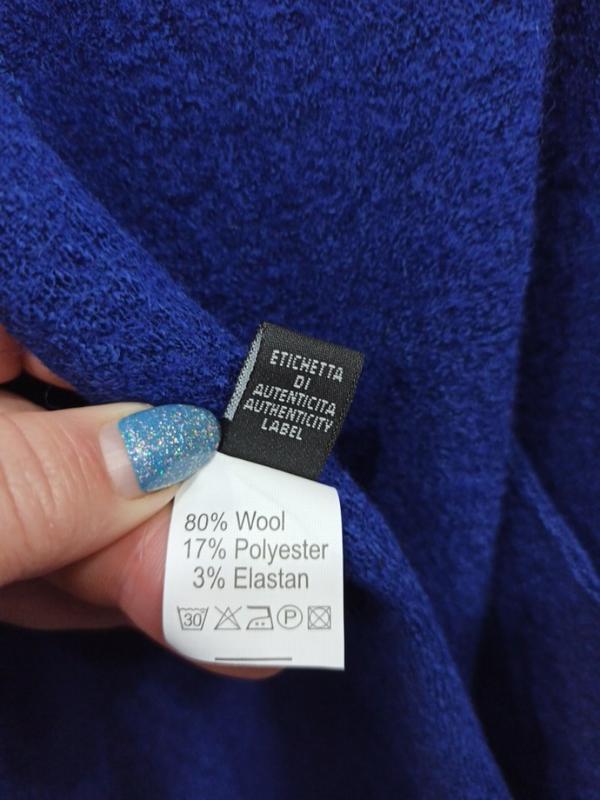 ETICHETTA
DI
AUTENTICITA
AUTHENTICITY
LABEL
80% Wool
17% Polyester
3% Elastan
30 P